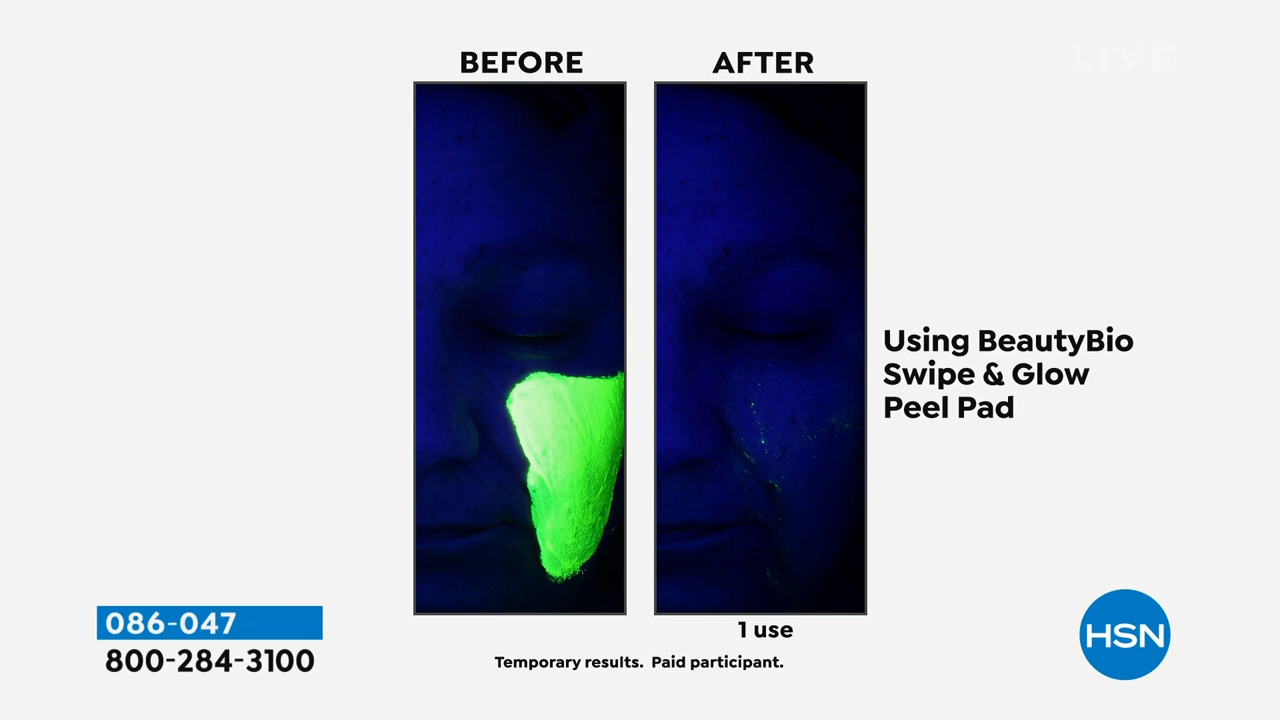 BEFORE
AFTER
LIVE
Using BeautyBio
Swipe & Glow
Peel Pad
1 use
Temporary results. Paid participant.
086-047
800-284-3100
HSN